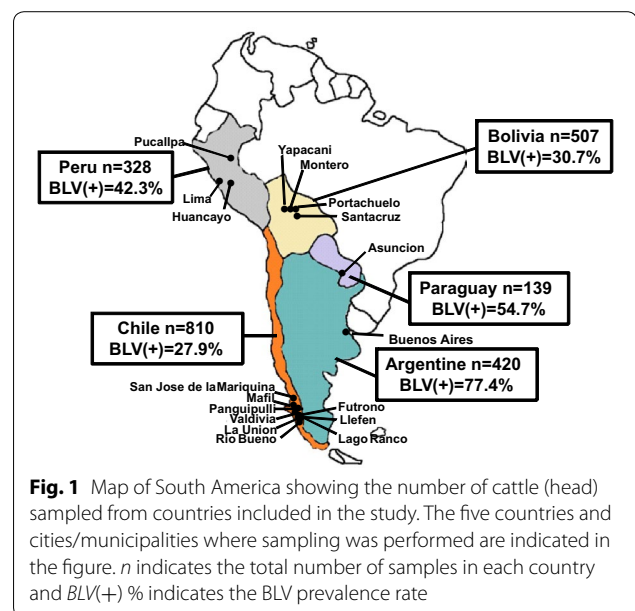 Pucallpa
Peru n=328
BLV(+)=42.3%
Lima
Huancayo
Yapacani
Montero
Bolivia n=507
BLV(+)=30.7%
Portachuelo
Santacruz
Asuncion
Paraguay n=139
BLV(+)=54.7%
Chile n=810
BLV(+)=27.9%
Buenos Aires
Argentine n=420
BLV(+)=77.4%
San Jose de la Mariquina
Mafil
Panguipulli
Valdivia
La Union
Rio Bueno
Futrono
Llefen
Lago Ranco
Fig. 1 Map of South America showing the number of cattle (head)
sampled from countries included in the study. The five countries and
cities/municipalities where sampling was performed are indicated in
the figure. n indicates the total number of samples in each country
and BLV(+) % indicates the BLV prevalence rate